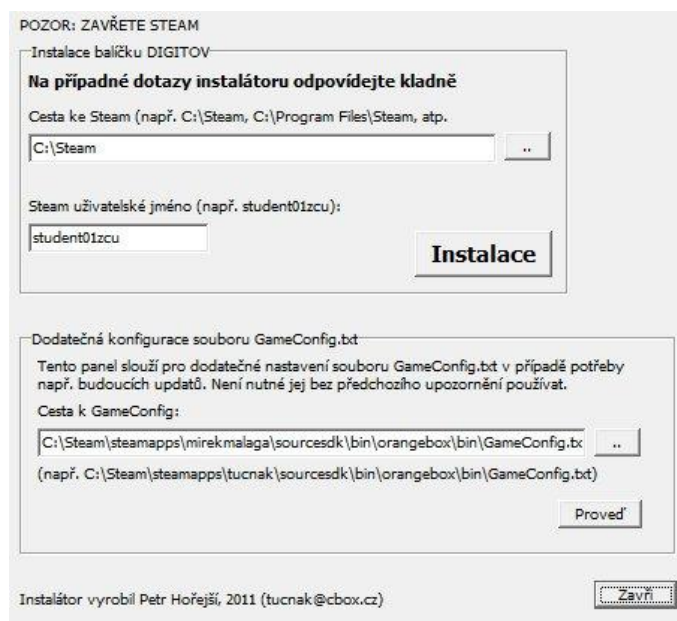 POZOR: ZAVŘETE STEAM
Instalace balíčku DIGITOV
Na případné dotazy instalátoru odpovídejte kladně
Cesta ke Steam (např. C:\Steam, C:\Program Files\Steam, atp.
C:\Steam
..
Steam uživatelské jméno (např. student01zcu):
student01zcu
Instalace
Dodatečná konfigurace souboru GameConfig.txt
Tento panel slouží pro dodatečné nastavení souboru GameConfig.txt v případě potřeby
např. budoucích updatů. Není nutné jej bez předchozího upozornění používat.
Cesta k GameConfig:
C:\Steam\steamapps\mirekmalaga\sourcesdk\bin\orangebox\bin\GameConfig.tx
..
(např. C:\Steam\steamapps\tucnak\sourcesdk\bin\orangebox\bin\GameConfig.txt)
Proveď
Instalátor vyrobil Petr Hořejší, 2011 (tucnak@cbox.cz)
Zavři